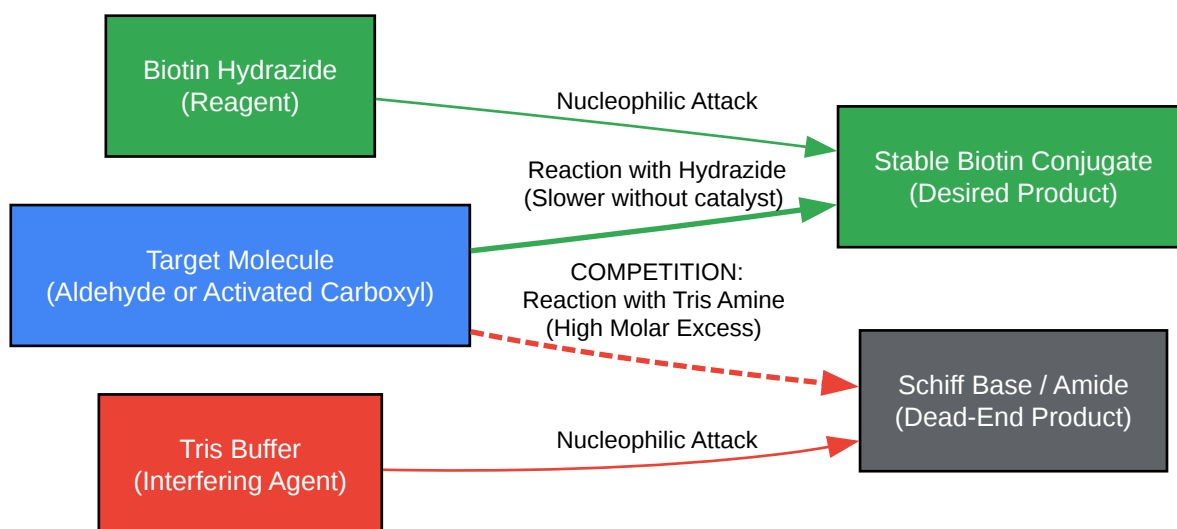 Biotin Hydrazide
(Reagent)
Nucleophilic Attack
Stable Biotin Conjugate
(Desired Product)
Reaction with Hydrazide
(Slower without catalyst)
Target Molecule
(Aldehyde or Activated Carboxyl)
COMPETITION:
Reaction with Tris Amine
(High Molar Excess)
Schiff Base / Amide
(Dead-End Product)
Tris Buffer
(Interfering Agent)
Nucleophilic Attack